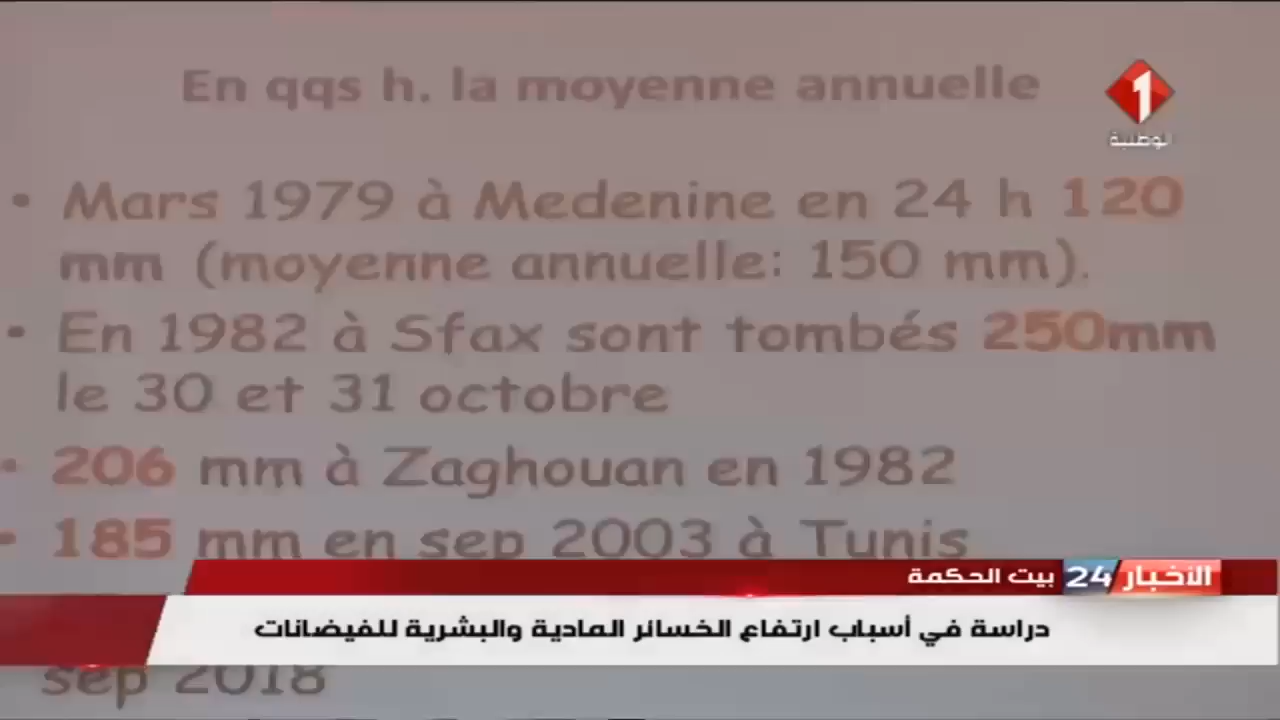 En qqs h. la moyenne annuelle
1
الوطنية
• Mars 1979 à Medenine en 24 h 120
mm (moyenne annuelle: 150 mm).
• En 1982 à Sfax sont tombés 250mm
le 30 et 31 octobre
• 206 mm à Zaghouan en 1982
• 185 mm en sep 2003 à Tunis
الأخبار 24 بيت الحكمة
دراسة في أسباب ارتفاع الخسائر المادية والبشرية للفيضانات
sep 2018